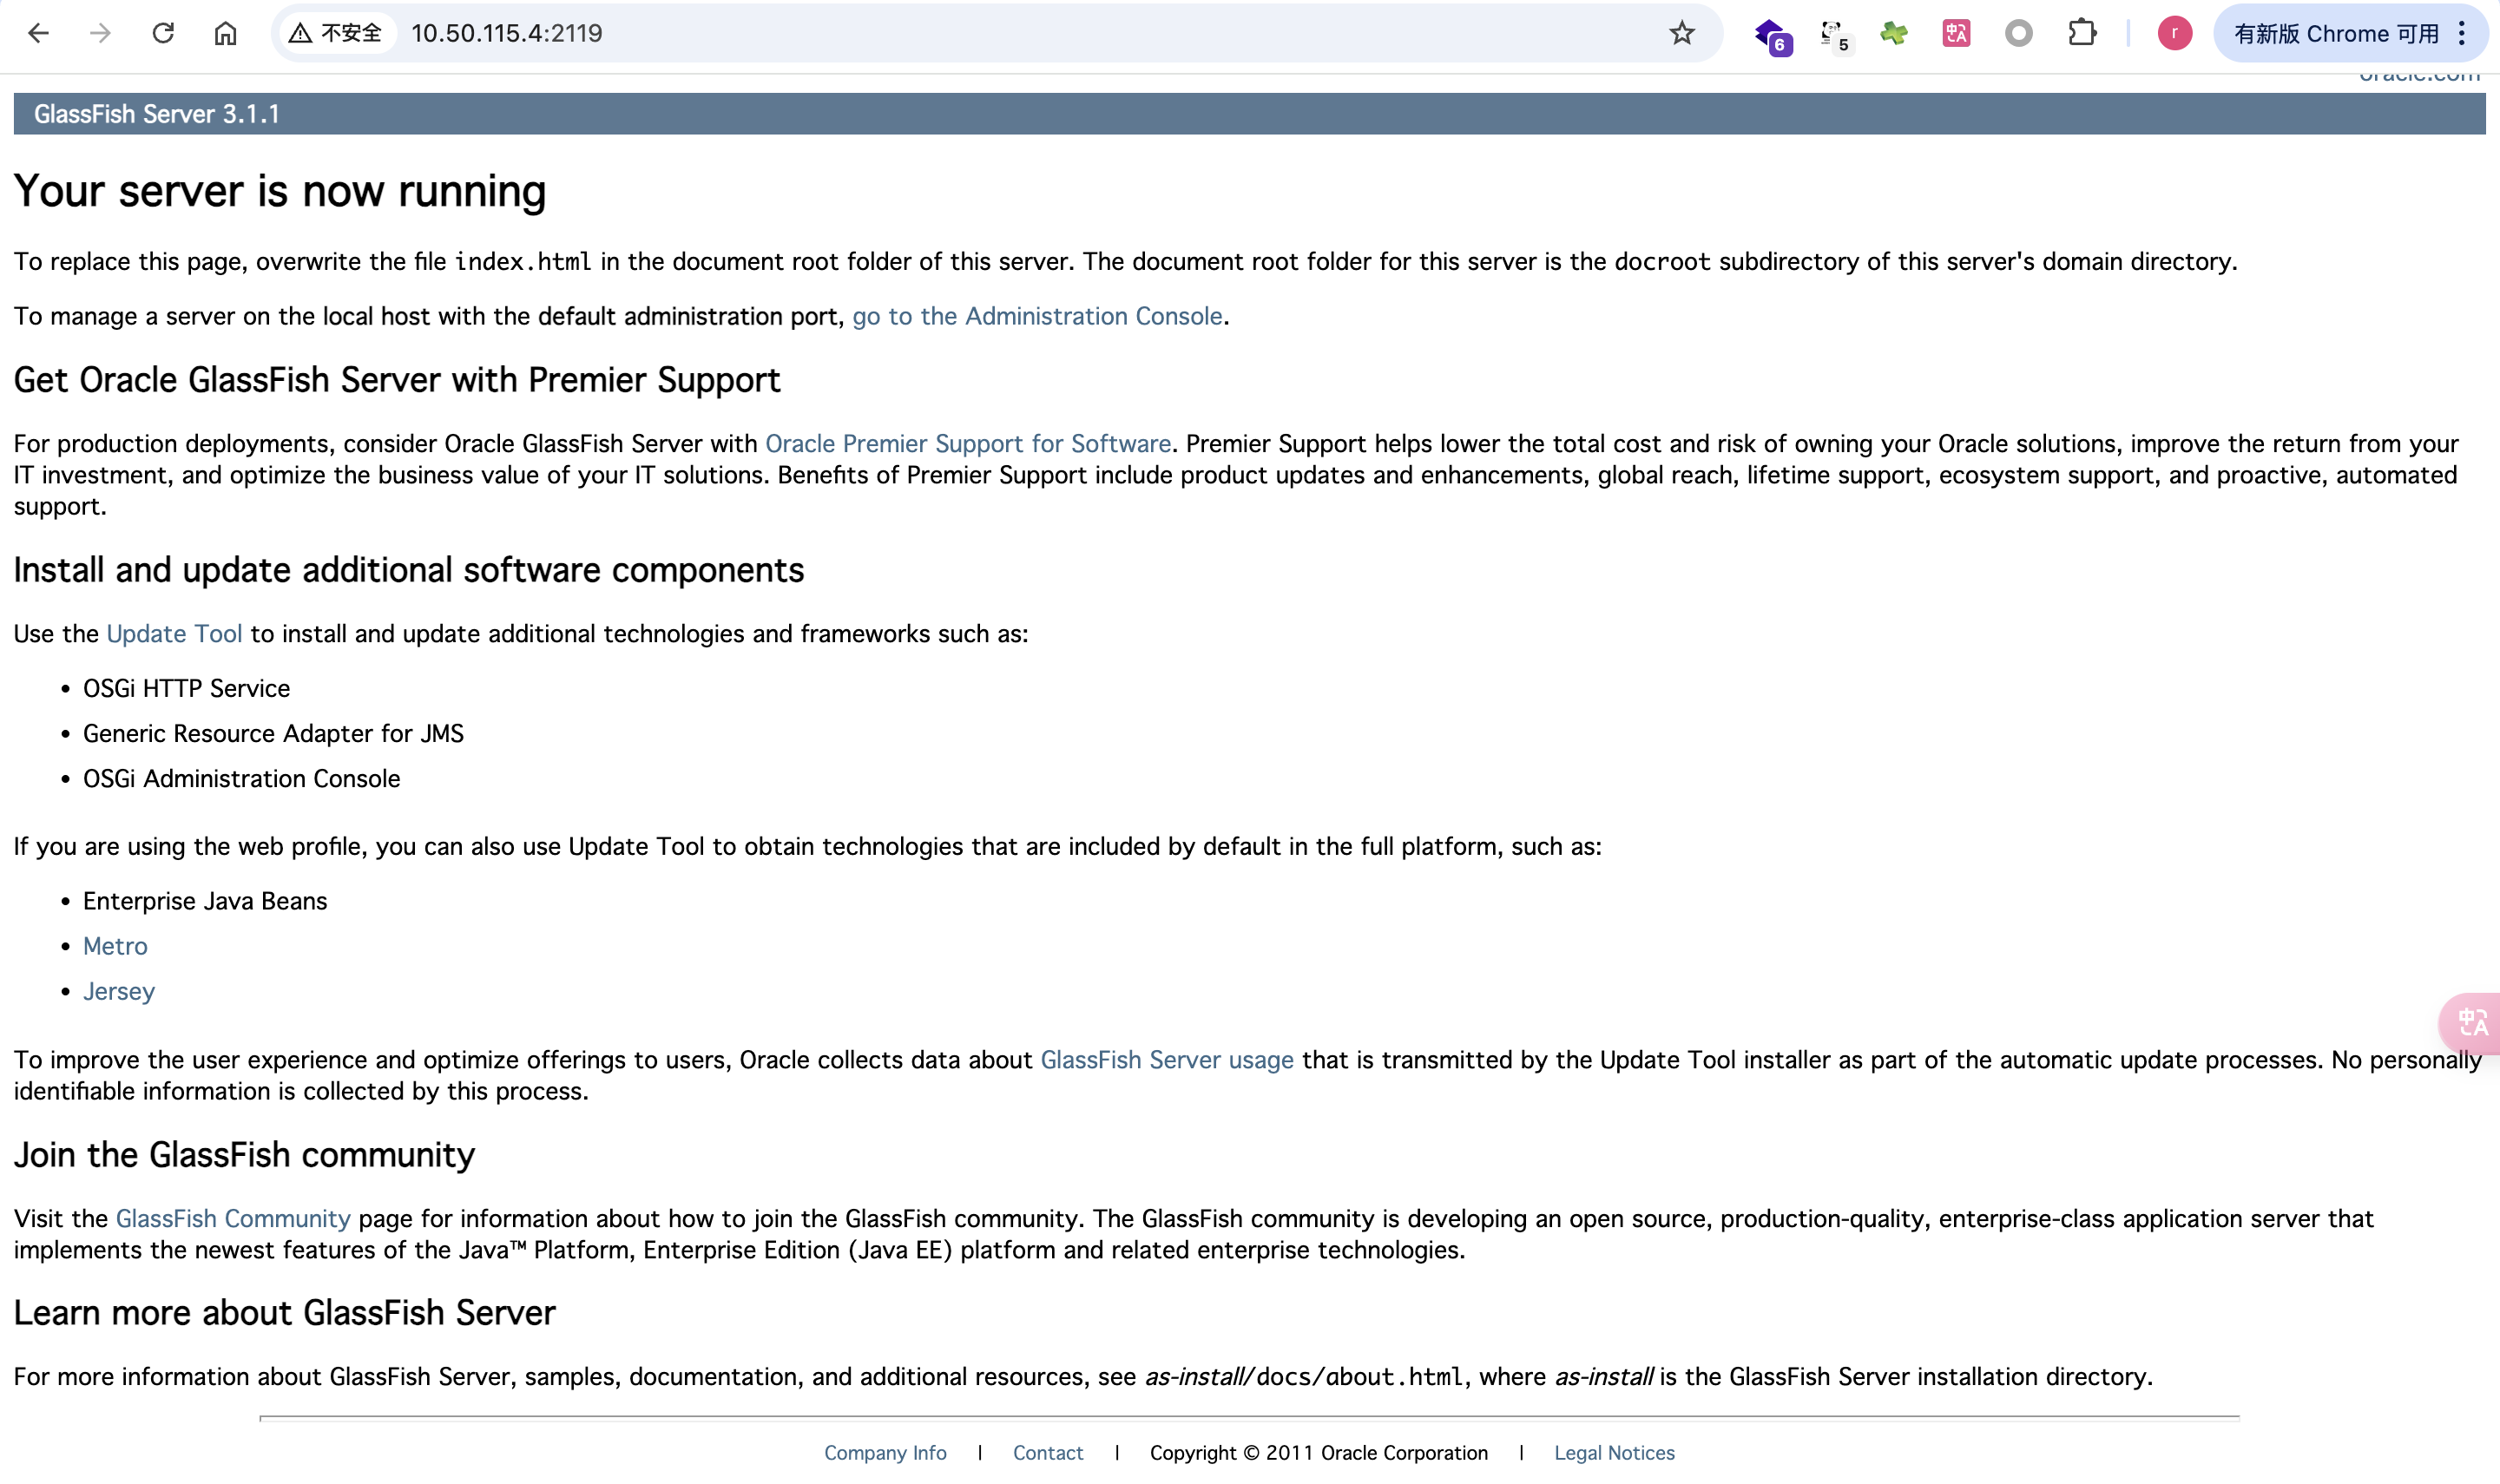 不安全
10.50.115.4:2119
6
5
r
有新版 Chrome 可用
oracle.com
GlassFish Server 3.1.1
Your server is now running
To replace this page, overwrite the file index.html in the document root folder of this server. The document root folder for this server is the docroot subdirectory of this server's domain directory.
To manage a server on the local host with the default administration port, go to the Administration Console.
Get Oracle GlassFish Server with Premier Support
For production deployments, consider Oracle GlassFish Server with Oracle Premier Support for Software. Premier Support helps lower the total cost and risk of owning your Oracle solutions, improve the return from your
IT investment, and optimize the business value of your IT solutions. Benefits of Premier Support include product updates and enhancements, global reach, lifetime support, ecosystem support, and proactive, automated
support.
Install and update additional software components
Use the Update Tool to install and update additional technologies and frameworks such as:
• OSGi HTTP Service
• Generic Resource Adapter for JMS
• OSGi Administration Console
If you are using the web profile, you can also use Update Tool to obtain technologies that are included by default in the full platform, such as:
• Enterprise Java Beans
• Metro
• Jersey
To improve the user experience and optimize offerings to users, Oracle collects data about GlassFish Server usage that is transmitted by the Update Tool installer as part of the automatic update processes. No personally
identifiable information is collected by this process.
Join the GlassFish community
Visit the GlassFish Community page for information about how to join the GlassFish community. The GlassFish community is developing an open source, production-quality, enterprise-class application server that
implements the newest features of the Java™ Platform, Enterprise Edition (Java EE) platform and related enterprise technologies.
Learn more about GlassFish Server
For more information about GlassFish Server, samples, documentation, and additional resources, see as-install/docs/about.html, where as-install is the GlassFish Server installation directory.
Company Info | Contact | Copyright © 2011 Oracle Corporation | Legal Notices